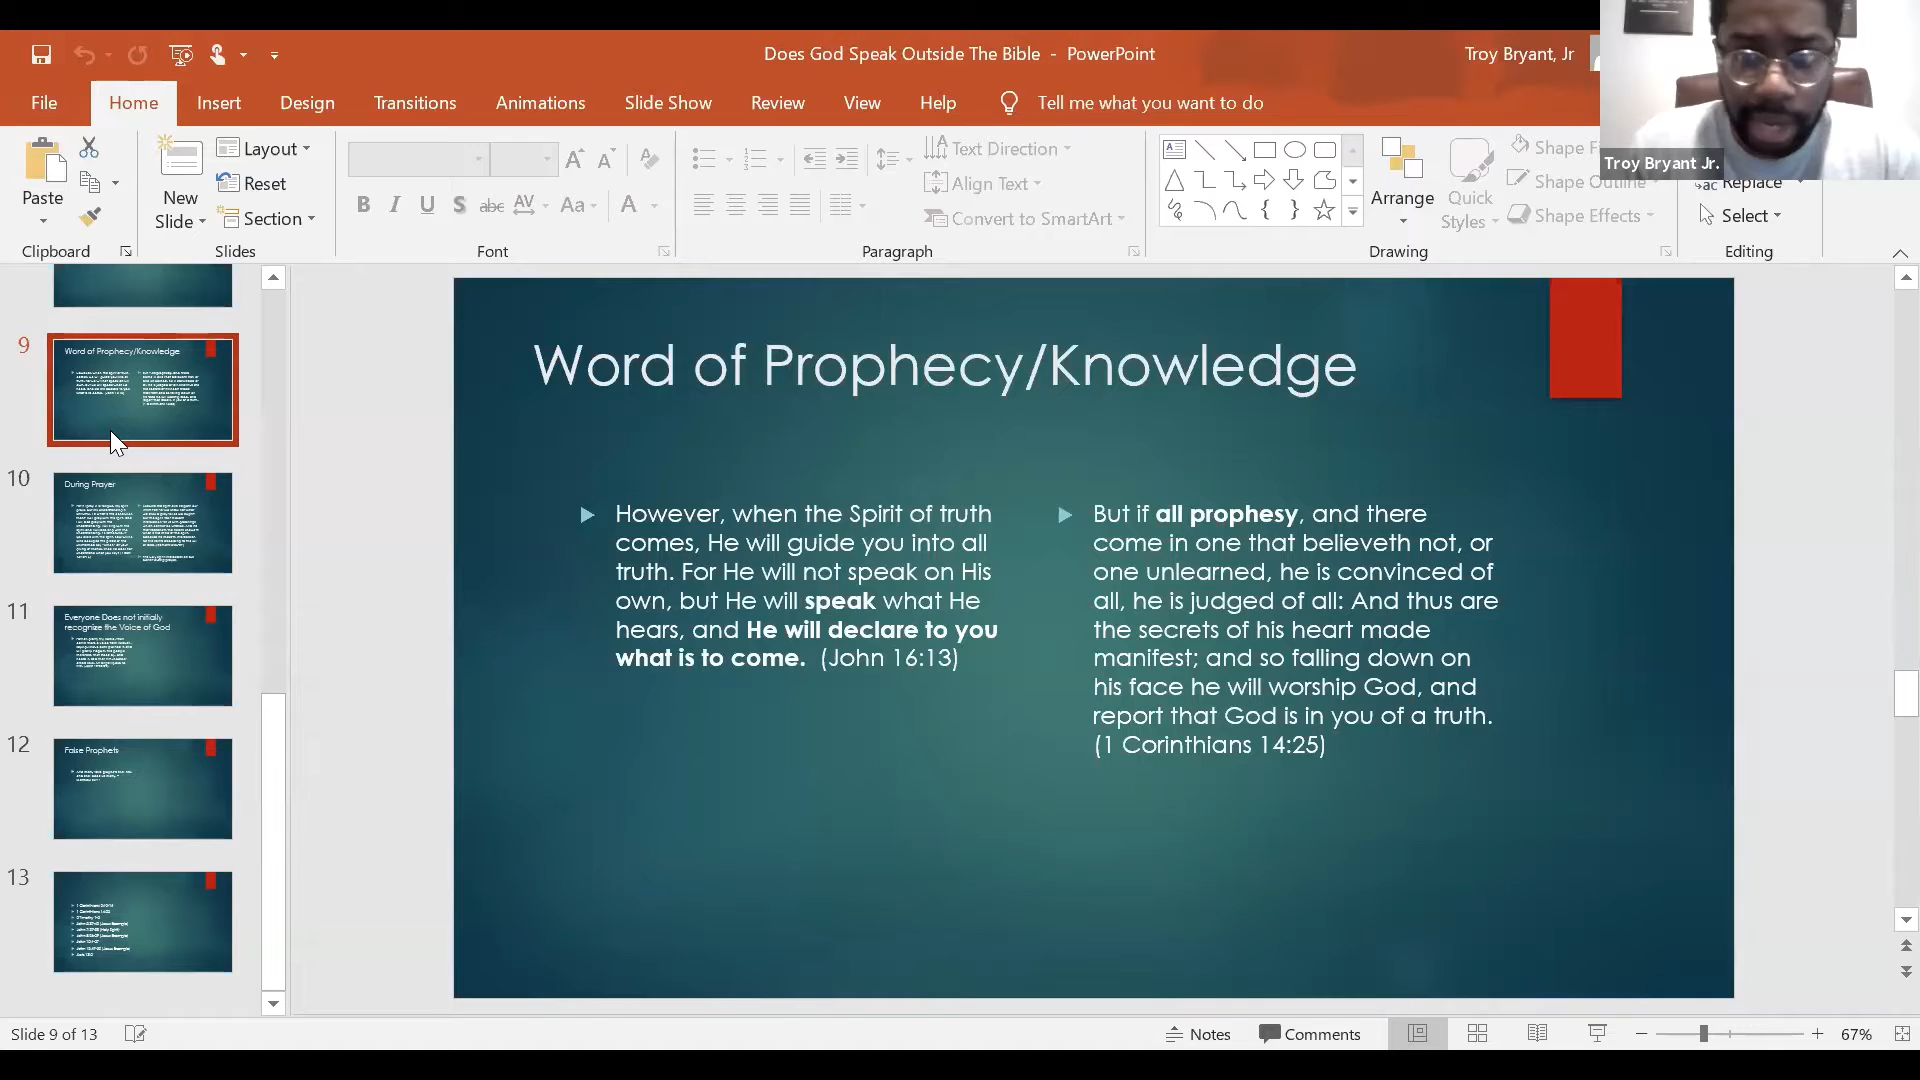 Does God Speak Outside The Bible - PowerPoint
Troy Bryant, Jr
File
Home
Insert
Design
Transitions
Animations
Slide Show
Review
View
Help
Tell me what you want to do
Troy Bryant Jr.
Paste
New
Slide
Layout
Reset
Section
B I U S abc AV Aa A
Text Direction
Align Text
Convert to SmartArt
Arrange
Quick
Styles
Shape Fi
Shape Outline
Shape Effects
Replace
Select
Clipboard
Slides
Font
Paragraph
Drawing
Editing
9
Word of Prophecy/Knowledge
10
During Prayer
11
Everyone Does not initially
recognize the Voice of God
12
False Prophets
13
Word of Prophecy/Knowledge
However, when the Spirit of truth
comes, He will guide you into all
truth. For He will not speak on His
own, but He will speak what He
hears, and He will declare to you
what is to come. (John 16:13)
But if all prophesy, and there
come in one that believeth not, or
one unlearned, he is convinced of
all, he is judged of all: And thus are
the secrets of his heart made
manifest; and so falling down on
his face he will worship God, and
report that God is in you of a truth.
(1 Corinthians 14:25)
Slide 9 of 13
Notes
Comments
67%